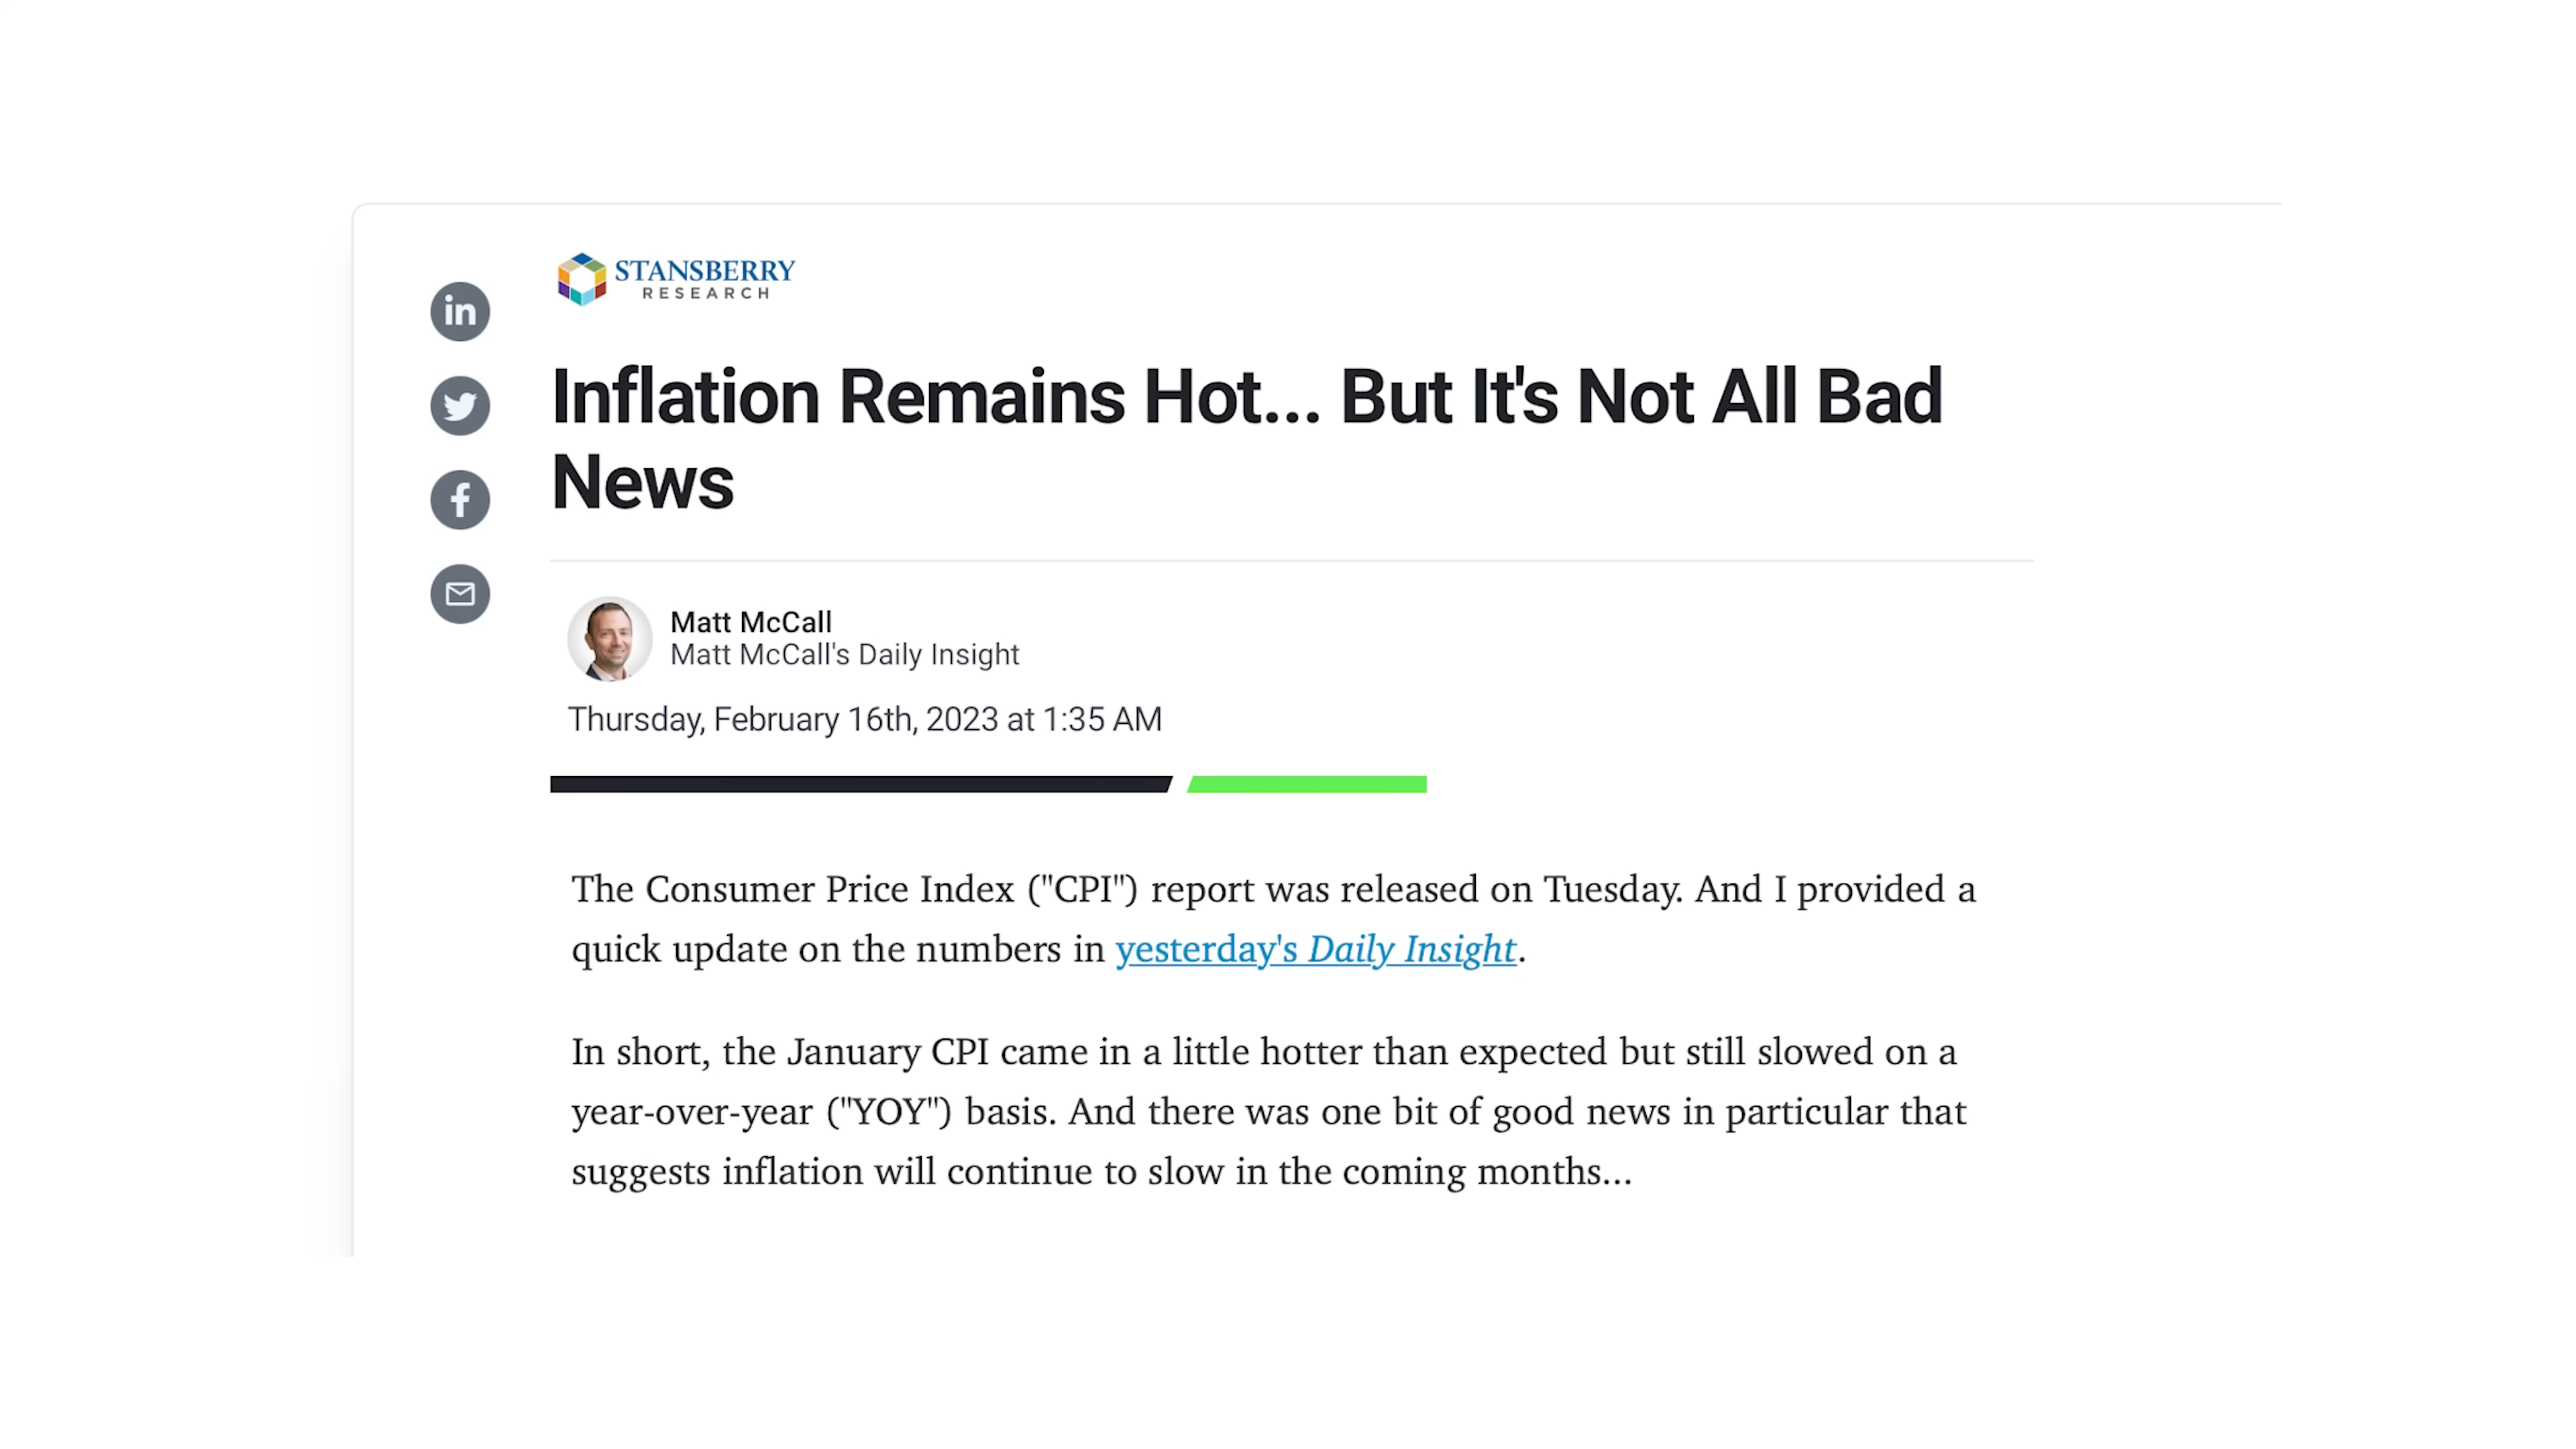 STANSBERRY
RESEARCH
in
Inflation Remains Hot... But It's Not All Bad
News
f
Matt McCall
Matt McCall's Daily Insight
Thursday, February 16th, 2023 at 1:35 AM
The Consumer Price Index ("CPI") report was released on Tuesday. And I provided a
quick update on the numbers in yesterday's Daily Insight.
In short, the January CPI came in a little hotter than expected but still slowed on a
year-over-year ("YOY") basis. And there was one bit of good news in particular that
suggests inflation will continue to slow in the coming months...